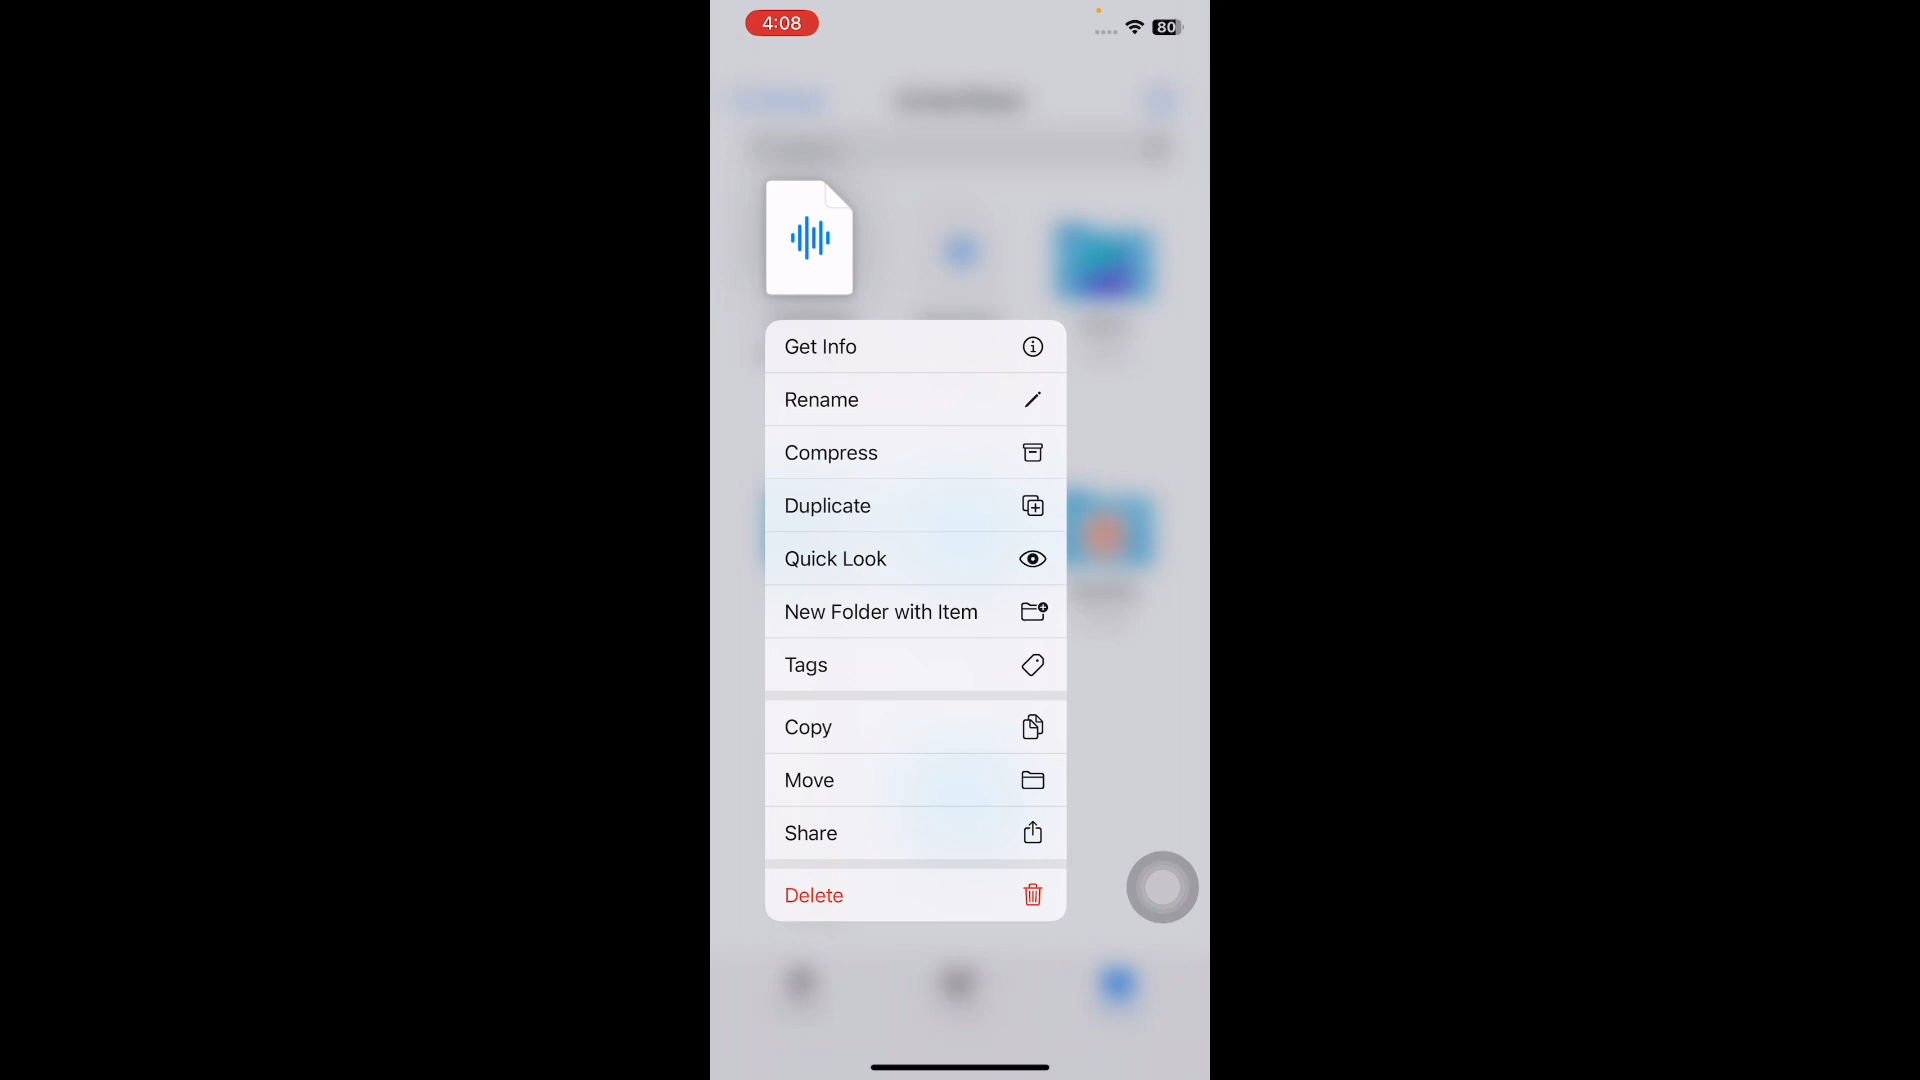 4:08
80
Get Info
Rename
Compress
Duplicate
Quick Look
New Folder with Item
Tags
Copy
Move
Share
Delete